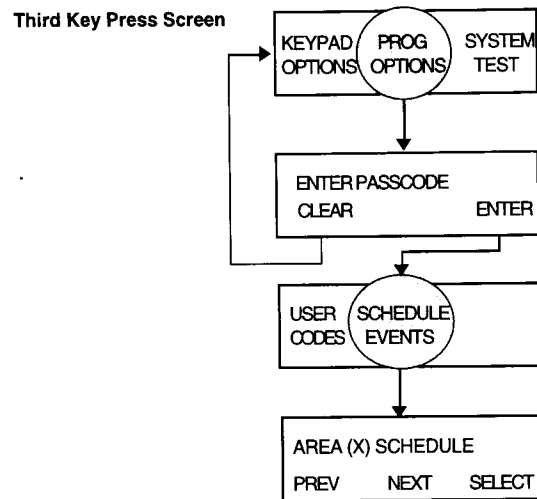 Third Key Press Screen
KEYPAD PROG SYSTEM
OPTIONS OPTIONS TEST
ENTER PASSCODE
CLEAR ENTER
USER SCHEDULE
CODES EVENTS
AREA (X) SCHEDULE
PREV NEXT SELECT